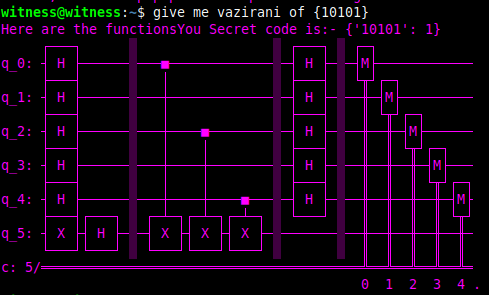 witness@witness:~$ give me vazirani of {10101}
Here are the functionsYou Secret code is:- {'10101': 1}
q_0: H ■ H M
q_1: H H M
q_2: H ■ H M
q_3: H H M
q_4: H ■ H M
q_5: X H X X X
c: 5/
0 1 2 3 4